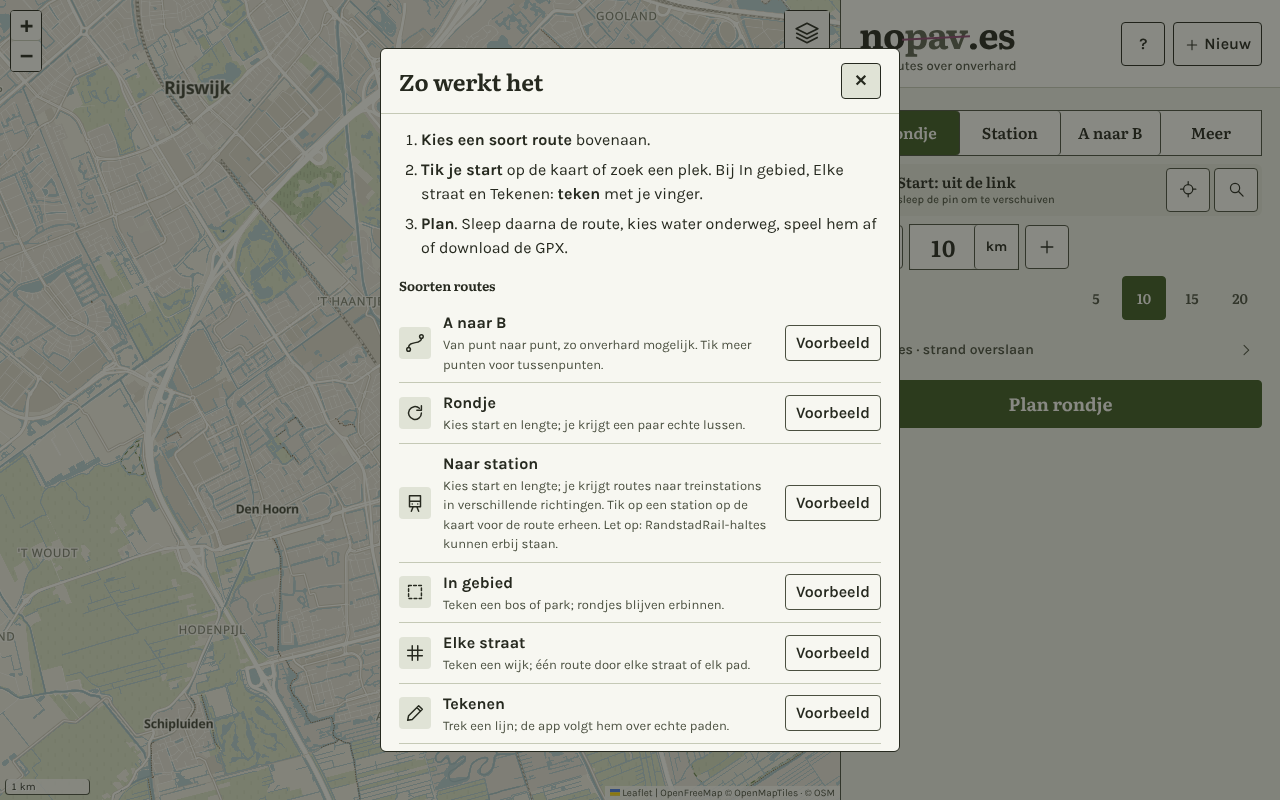 +
−
GOOLAND
Rijswijk
'T HAANTJE
Den Hoorn
'T WOUDT
HODENPIJL
Schipluiden
1 km
Leaflet | OpenFreeMap © OpenMapTiles · © OSM
Zo werkt het
×
1. Kies een soort route bovenaan.
2. Tik je start op de kaart of zoek een plek. Bij In gebied, Elke
straat en Tekenen: teken met je vinger.
3. Plan. Sleep daarna de route, kies water onderweg, speel hem af
of download de GPX.
Soorten routes
A naar B
Van punt naar punt, zo onverhard mogelijk. Tik meer
punten voor tussenpunten.
Voorbeeld
Rondje
Kies start en lengte; je krijgt een paar echte lussen.
Voorbeeld
Naar station
Kies start en lengte; je krijgt routes naar treinstations
in verschillende richtingen. Tik op een station op de
kaart voor de route erheen. Let op: RandstadRail-haltes
kunnen erbij staan.
Voorbeeld
In gebied
Teken een bos of park; rondjes blijven erbinnen.
Voorbeeld
Elke straat
Teken een wijk; één route door elke straat of elk pad.
Voorbeeld
Tekenen
Trek een lijn; de app volgt hem over echte paden.
Voorbeeld
nopav.es
utes over onverhard
?
+ Nieuw
ondje
Station
A naar B
Meer
Start: uit de link
sleep de pin om te verschuiven
10
km
+
5
10
15
20
es · strand overslaan
Plan rondje